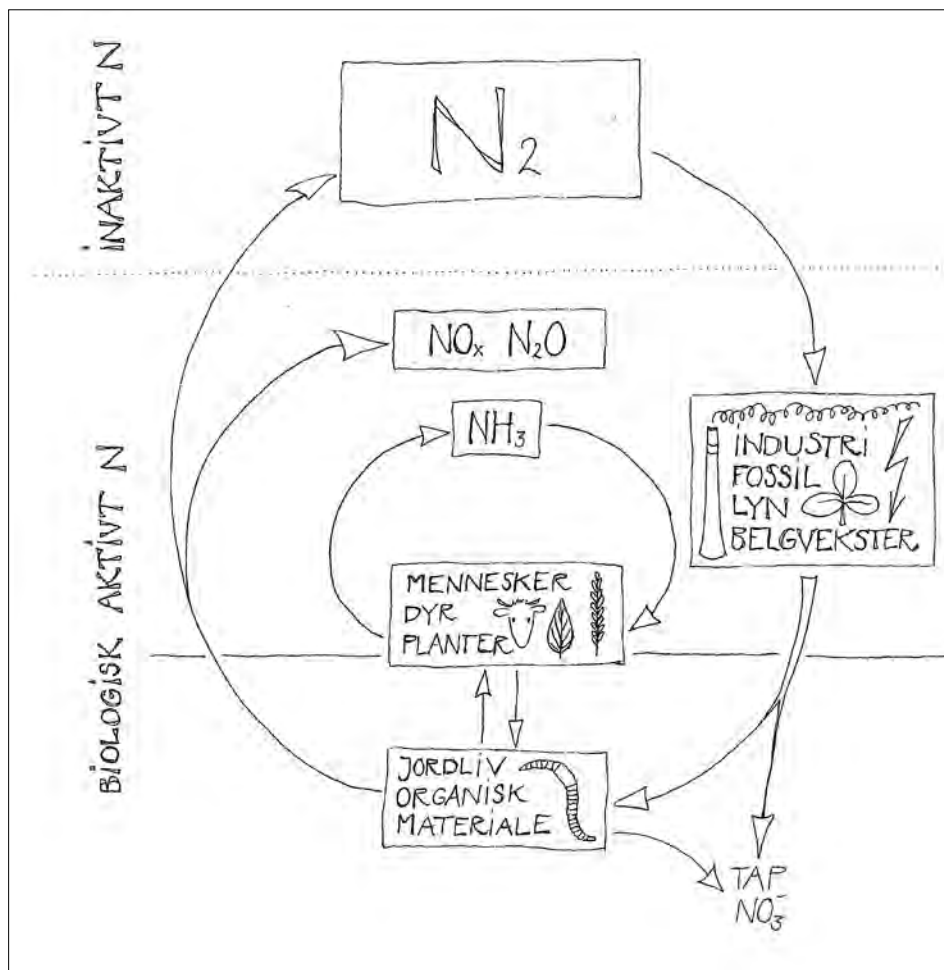 INAKTIVT N
N₂
NOₓ N₂O
NH₃
INDUSTRI
FOSSIL
LYN
BELGVEKSTER
BIOLOGISK AKTIVT N
MENNESKER
DYR
PLANTER
JORDLIV
ORGANISK
MATERIALE
TAP
NO₃⁻